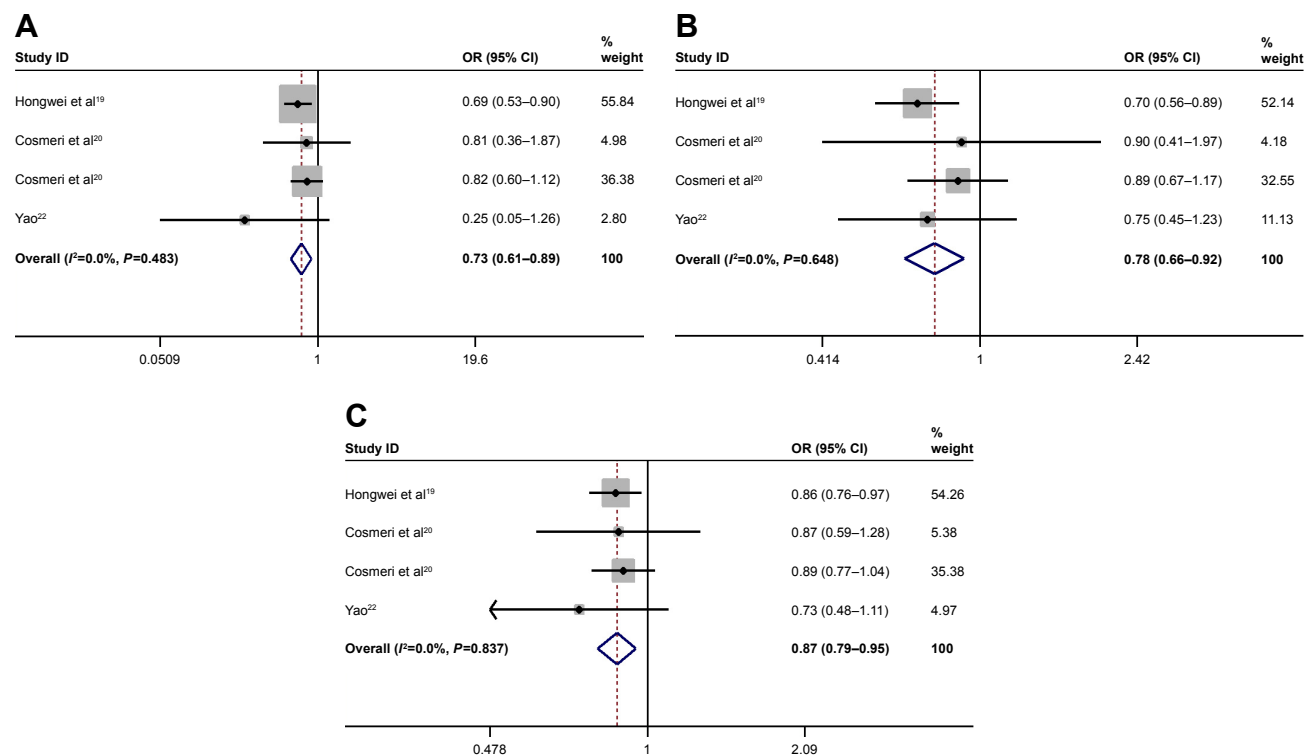 A
Study ID OR (95% CI) % weight
Hongwei et al¹⁹ 0.69 (0.53–0.90) 55.84
Cosmeri et al²⁰ 0.81 (0.36–1.87) 4.98
Cosmeri et al²⁰ 0.82 (0.60–1.12) 36.38
Yao²² 0.25 (0.05–1.26) 2.80
Overall (I²=0.0%, P=0.483) 0.73 (0.61–0.89) 100
0.0509 1 19.6
B
Study ID OR (95% CI) % weight
Hongwei et al¹⁹ 0.70 (0.56–0.89) 52.14
Cosmeri et al²⁰ 0.90 (0.41–1.97) 4.18
Cosmeri et al²⁰ 0.89 (0.67–1.17) 32.55
Yao²² 0.75 (0.45–1.23) 11.13
Overall (I²=0.0%, P=0.648) 0.78 (0.66–0.92) 100
0.414 1 2.42
C
Study ID OR (95% CI) % weight
Hongwei et al¹⁹ 0.86 (0.76–0.97) 54.26
Cosmeri et al²⁰ 0.87 (0.59–1.28) 5.38
Cosmeri et al²⁰ 0.89 (0.77–1.04) 35.38
Yao²² 0.73 (0.48–1.11) 4.97
Overall (I²=0.0%, P=0.837) 0.87 (0.79–0.95) 100
0.478 1 2.09